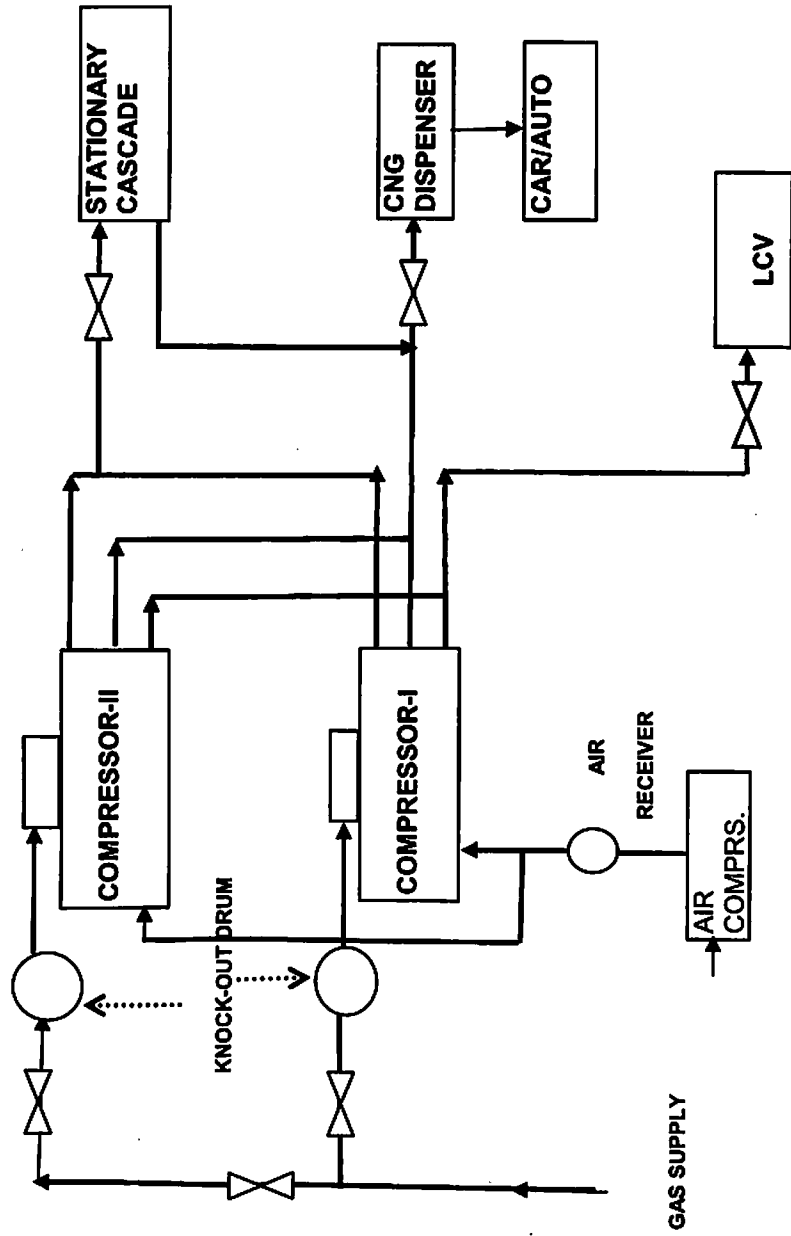 GAS SUPPLY
KNOCK-OUT DRUM
COMPRESSOR-II
COMPRESSOR-I
AIR
RECEIVER
AIR
COMPRS.
STATIONARY
CASCADE
CNG
DISPENSER
CAR/AUTO
LCV